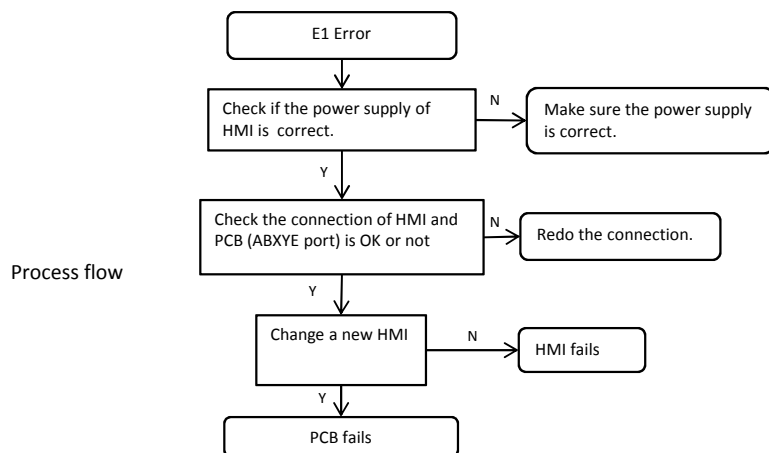 E1 Error
Check if the power supply of
HMI is correct.
N
Make sure the power supply
is correct.
Y
Check the connection of HMI and
PCB (ABXYE port) is OK or not
N
Redo the connection.
Process flow
Y
Change a new HMI
N
HMI fails
Y
PCB fails